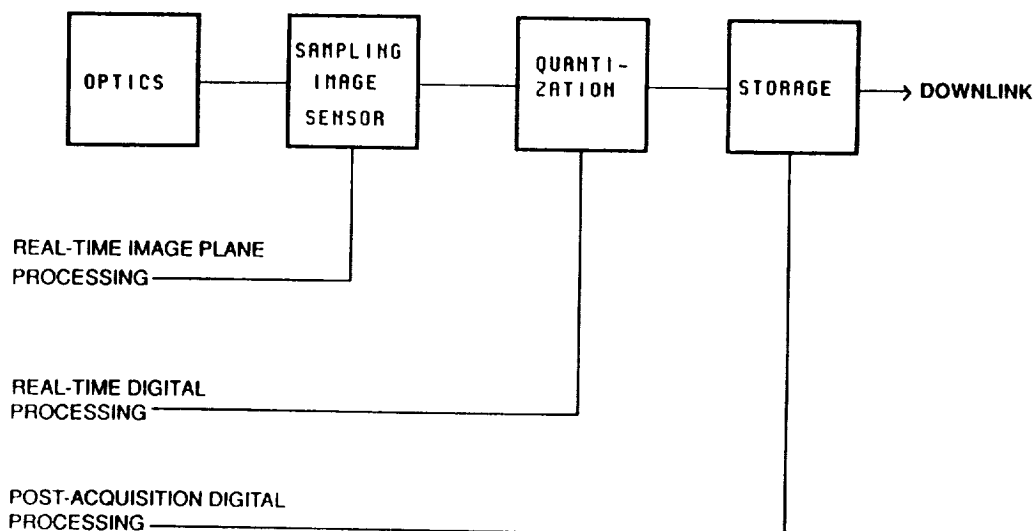 OPTICS
SAMPLING
IMAGE
SENSOR
QUANTI-
ZATION
STORAGE
DOWNLINK
REAL-TIME IMAGE PLANE
PROCESSING
REAL-TIME DIGITAL
PROCESSING
POST-ACQUISITION DIGITAL
PROCESSING